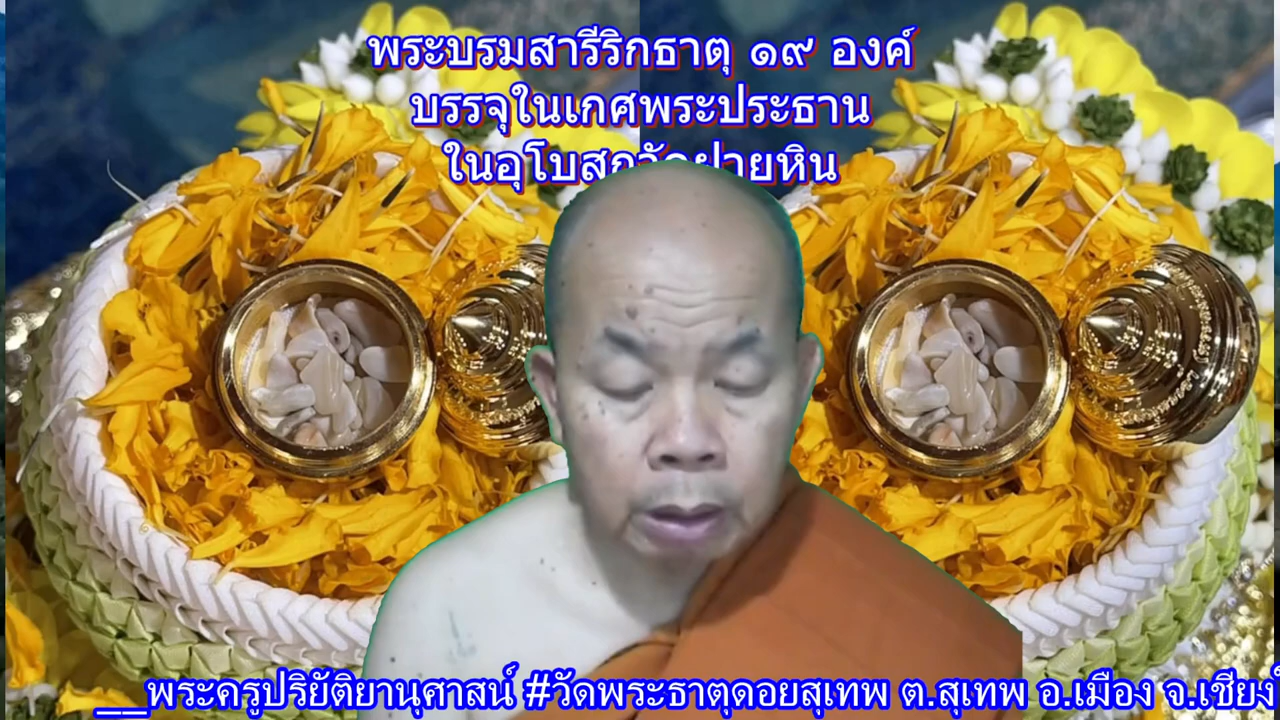 พระบรมสารีริกธาตุ ๑๙ องค์
บรรจุในเกศพระประธาน
ในอุโบสถวัดฝายหิน
__พระครูปริยัติยานุศาสน์ #วัดพระธาตุดอยสุเทพ ต.สุเทพ อ.เมือง จ.เชียงใ